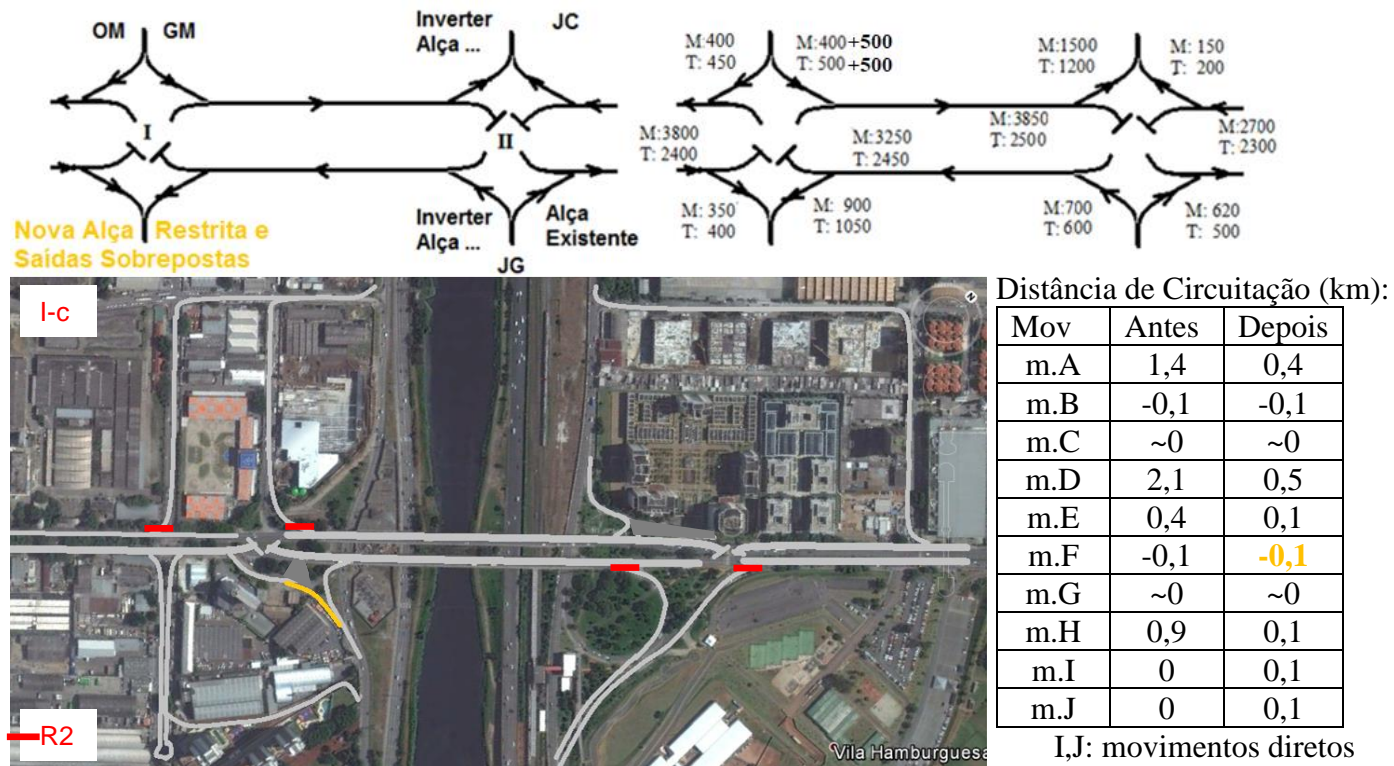 OM GM
Inverter
Alça ...
JC
I
II
Nova Alça Restrita e
Saídas Sobrepostas
Inverter
Alça ...
Alça
Existente
JG
M:400
T: 450
M:400+500
T: 500+500
M:1500
T: 1200
M: 150
T: 200
M:3800
T: 2400
M:3250
T: 2450
M:3850
T: 2500
M:2700
T: 2300
M: 350
T: 400
M: 900
T: 1050
M:700
T: 600
M: 620
T: 500
I-c
R2
Vila Hamburguesa
Distância de Circuitação (km):
Mov Antes Depois
m.A 1,4 0,4
m.B -0,1 -0,1
m.C ~0 ~0
m.D 2,1 0,5
m.E 0,4 0,1
m.F -0,1 -0,1
m.G ~0 ~0
m.H 0,9 0,1
m.I 0 0,1
m.J 0 0,1
I,J: movimentos diretos